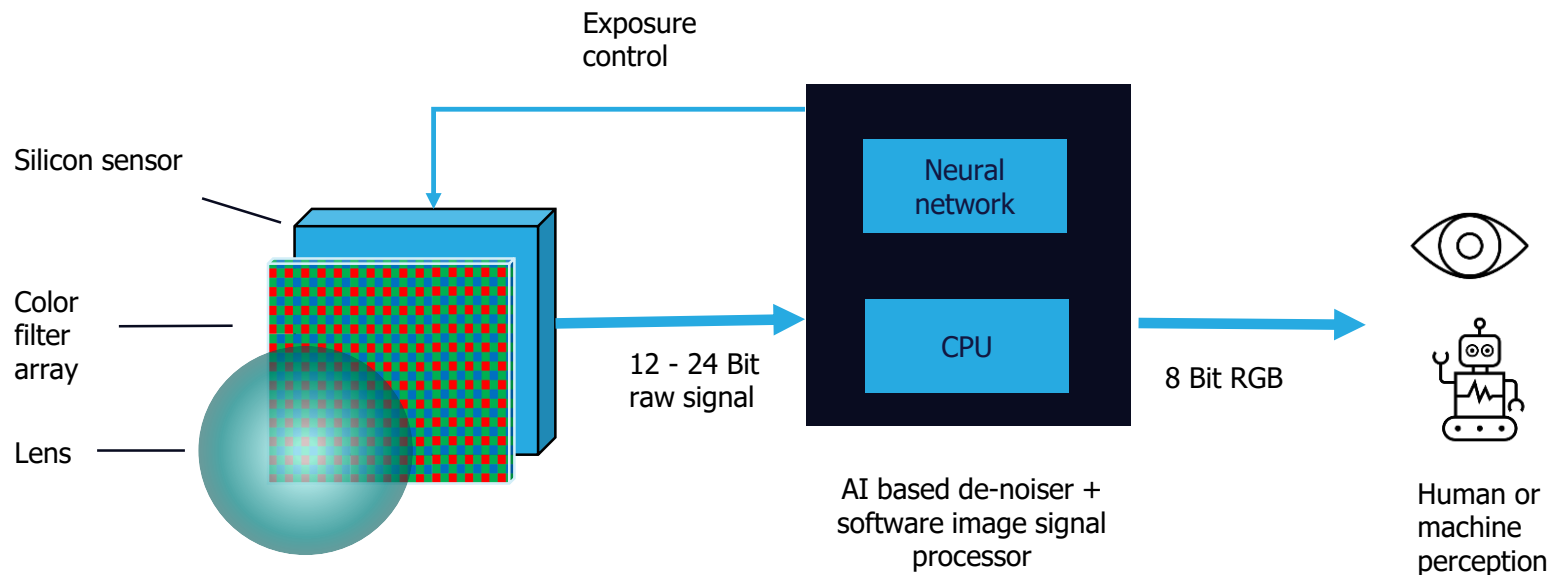 Exposure
control
Silicon sensor
Neural
network
Color
filter
array
CPU
12 - 24 Bit
raw signal
8 Bit RGB
Lens
AI based de-noiser +
software image signal
processor
Human or
machine
perception